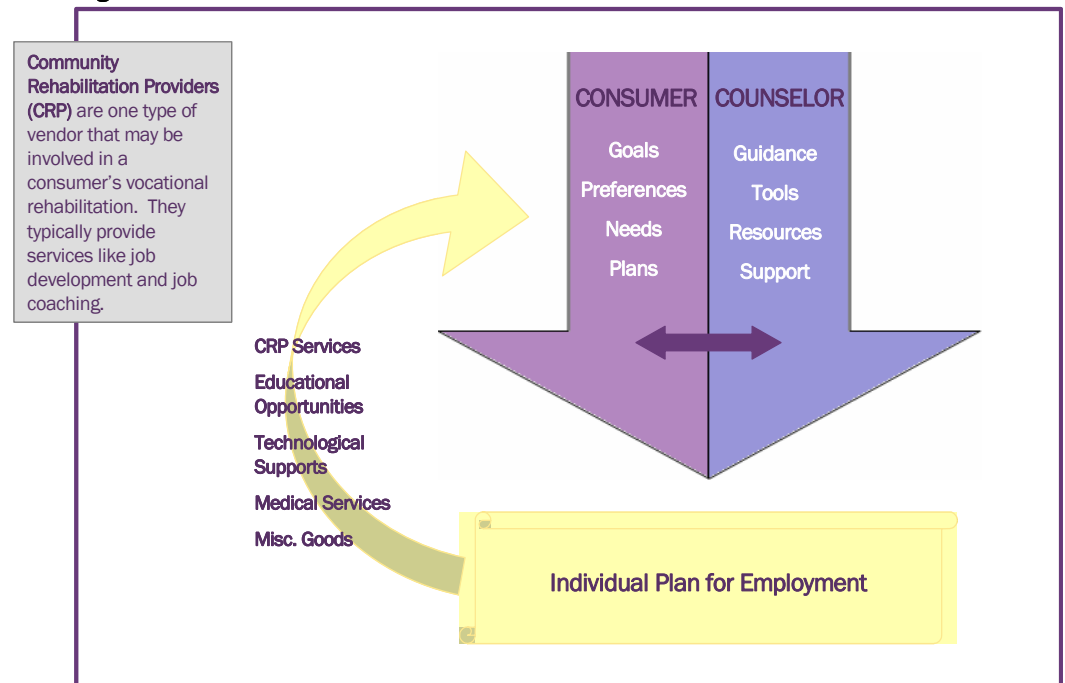 Community
Rehabilitation Providers
(CRP) are one type of
vendor that may be
involved in a
consumer's vocational
rehabilitation. They
typically provide
services like job
development and job
coaching.
CONSUMER
Goals
Preferences
Needs
Plans
COUNSELOR
Guidance
Tools
Resources
Support
CRP Services
Educational
Opportunities
Technological
Supports
Medical Services
Misc. Goods
Individual Plan for Employment